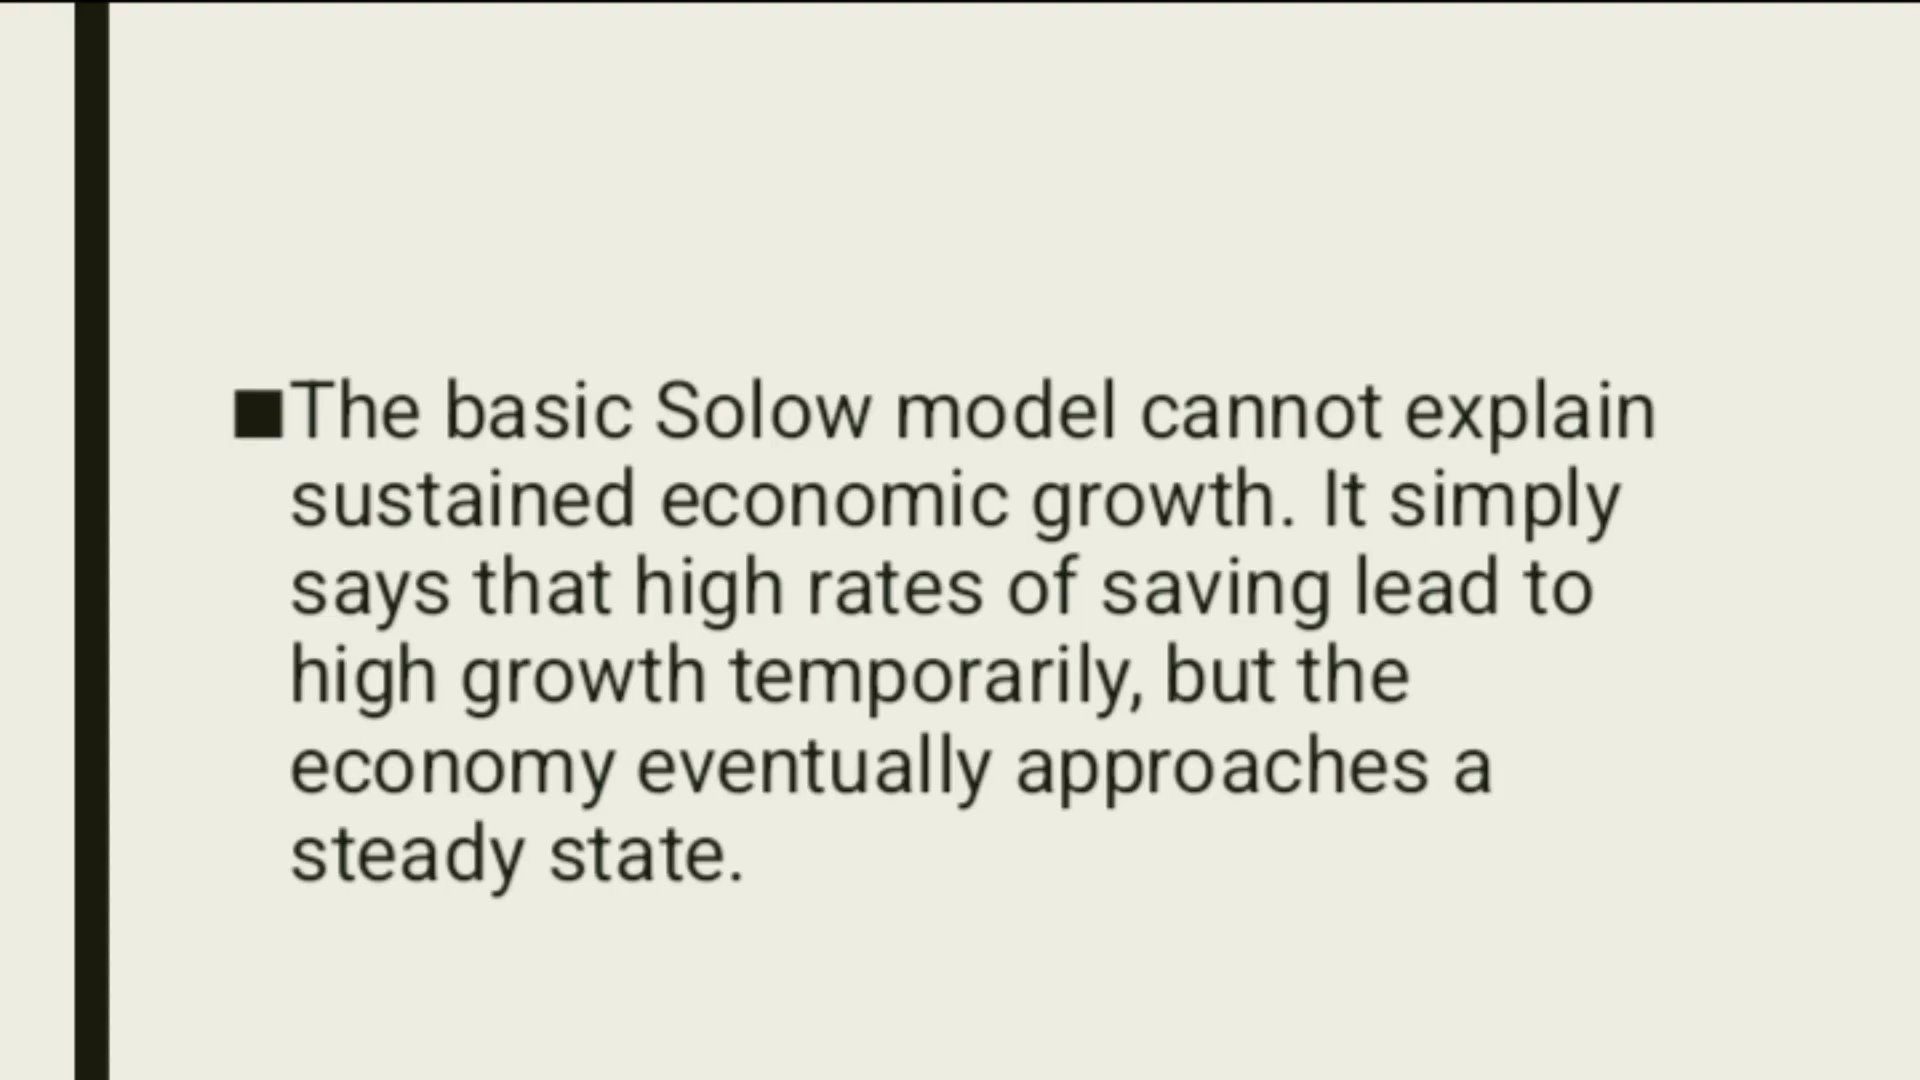 ■The basic Solow model cannot explain
sustained economic growth. It simply
says that high rates of saving lead to
high growth temporarily, but the
economy eventually approaches a
steady state.